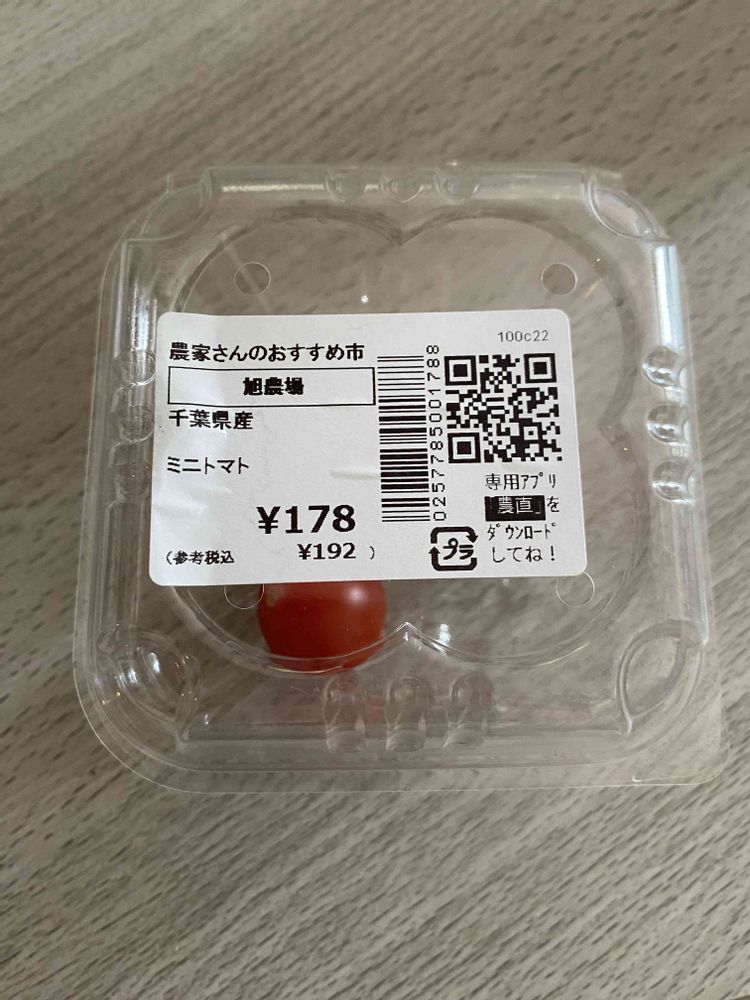 農家さんのおすすめ市
旭農場
千葉県産
ミニトマト
¥178
(参考税込 ¥192 )
0257785001788
100c22
専用アプリ
「農直」を
ダウンロード
してね！
プラ